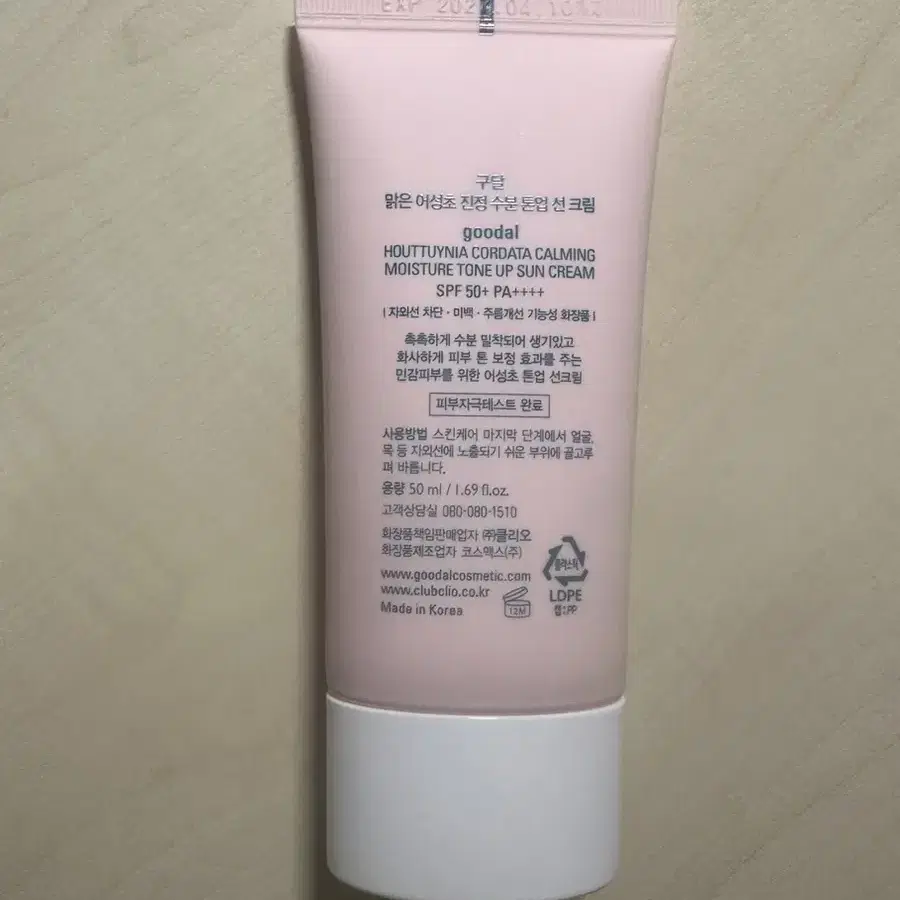 구달
맑은 어성초 진정 수분 톤업 선 크림
goodal
HOUTTUYNIA CORDATA CALMING
MOISTURE TONE UP SUN CREAM
SPF 50+ PA++++
| 자외선 차단 · 미백 · 주름개선 기능성 화장품 |
촉촉하게 수분 밀착되어 생기있고
화사하게 피부 톤 보정 효과를 주는
민감피부를 위한 어성초 톤업 선크림
피부자극테스트 완료
사용방법 스킨케어 마지막 단계에서 얼굴,
목 등 자외선에 노출되기 쉬운 부위에 골고루
펴 바릅니다.
용량 50 ml / 1.69 fl.oz.
고객상담실 080-080-1510
화장품책임판매업자 ㈜클리오
화장품제조업자 코스맥스(주)
www.goodalcosmetic.com
www.clubclio.co.kr
Made in Korea
12M
플라스틱
LDPE
캡:PP